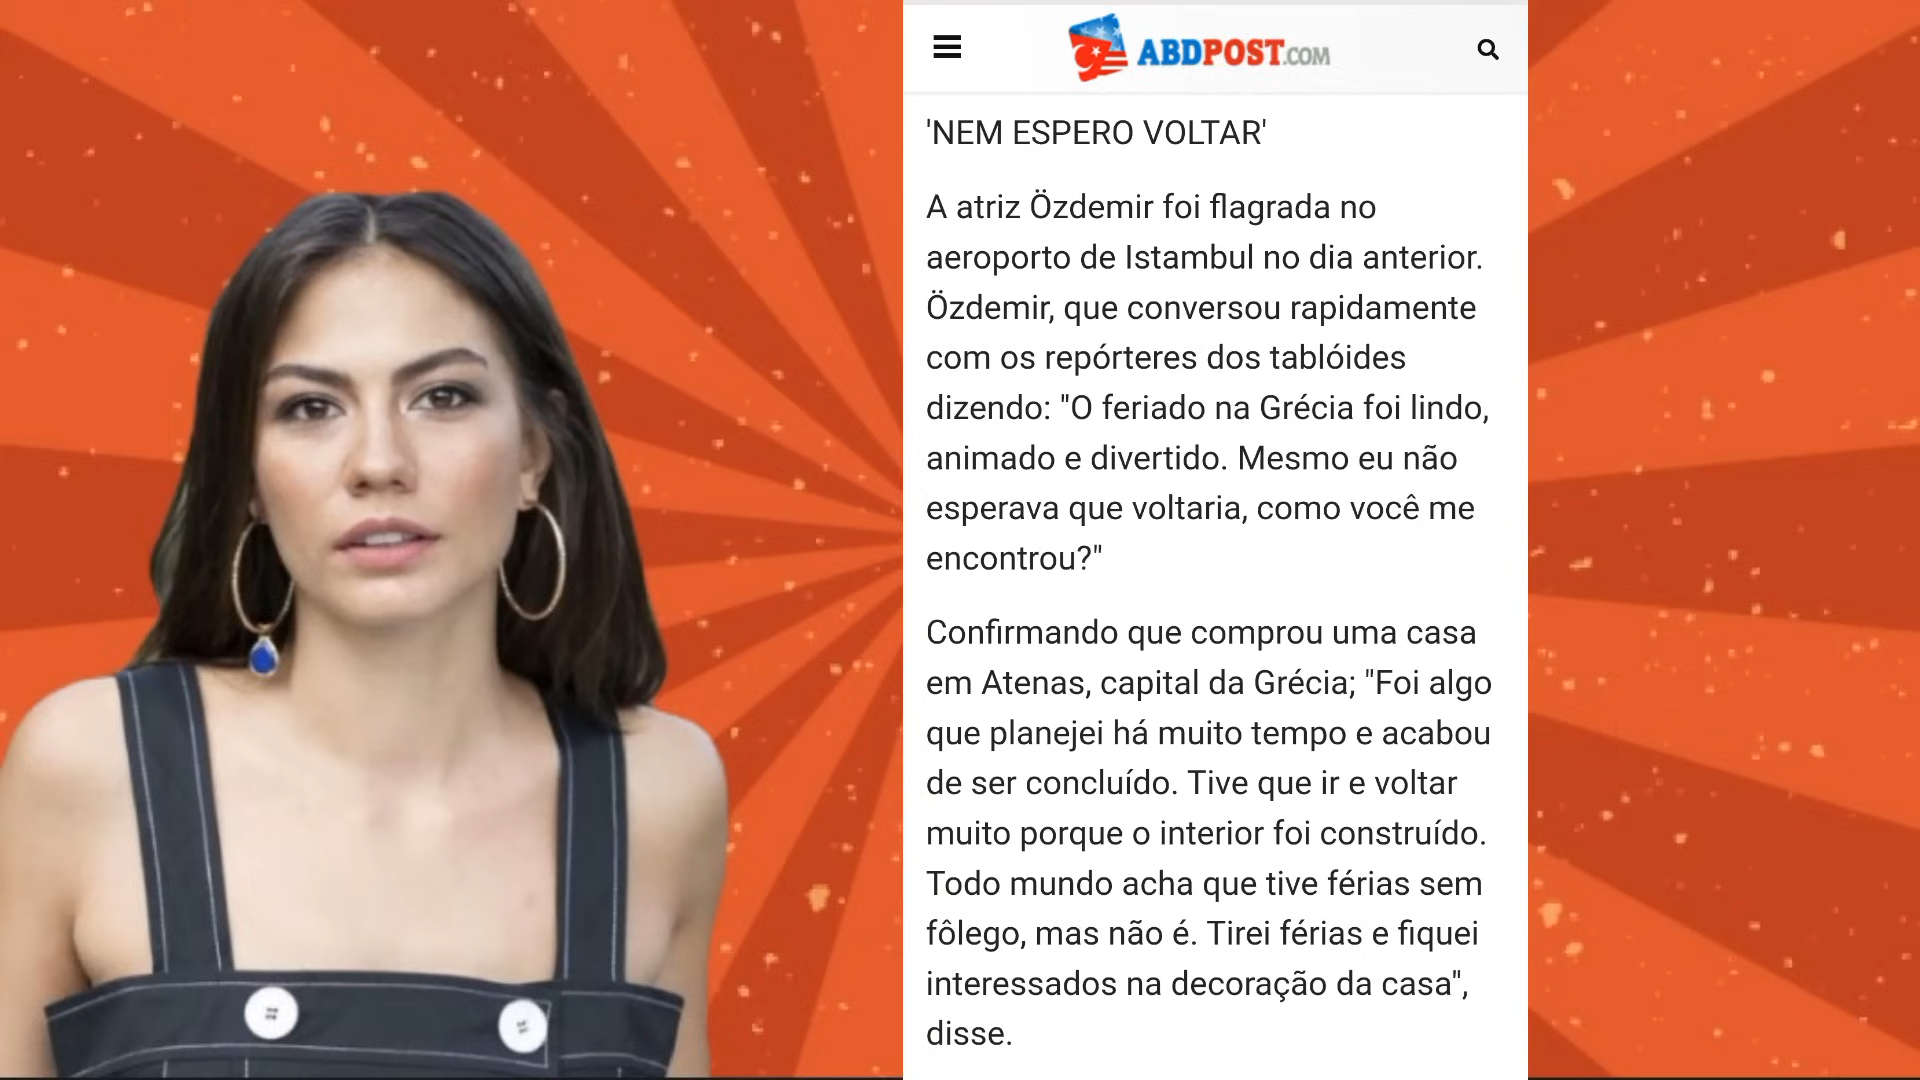 ABDPOST.COM
'NEM ESPERO VOLTAR'
A atriz Özdemir foi flagrada no
aeroporto de Istambul no dia anterior.
Özdemir, que conversou rapidamente
com os repórteres dos tablóides
dizendo: "O feriado na Grécia foi lindo,
animado e divertido. Mesmo eu não
esperava que voltaria, como você me
encontrou?"
Confirmando que comprou uma casa
em Atenas, capital da Grécia; "Foi algo
que planejei há muito tempo e acabou
de ser concluído. Tive que ir e voltar
muito porque o interior foi construído.
Todo mundo acha que tive férias sem
fôlego, mas não é. Tirei férias e fiquei
interessados na decoração da casa",
disse.